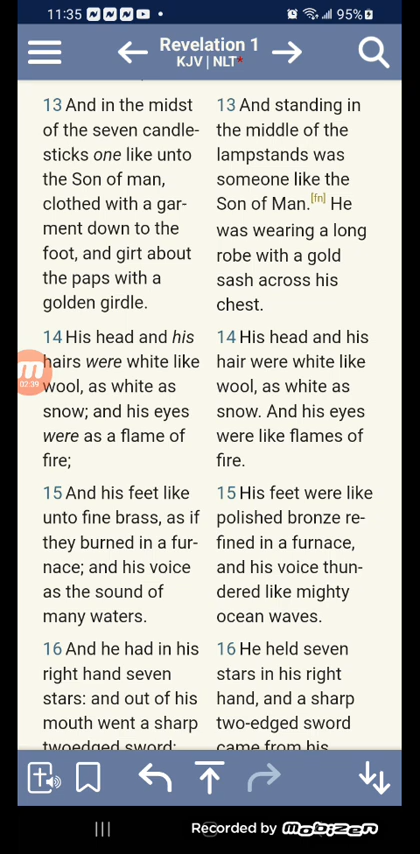 11:35
95%
Revelation 1
KJV | NLT*
13 And in the midst
of the seven candle-
sticks one like unto
the Son of man,
clothed with a gar-
ment down to the
foot, and girt about
the paps with a
golden girdle.
14 His head and his
hairs were white like
wool, as white as
snow; and his eyes
were as a flame of
fire;
15 And his feet like
unto fine brass, as if
they burned in a fur-
nace; and his voice
as the sound of
many waters.
16 And he had in his
right hand seven
stars: and out of his
mouth went a sharp
twoedged sword:
13 And standing in
the middle of the
lampstands was
someone like the
Son of Man.[fn] He
was wearing a long
robe with a gold
sash across his
chest.
14 His head and his
hair were white like
wool, as white as
snow. And his eyes
were like flames of
fire.
15 His feet were like
polished bronze re-
fined in a furnace,
and his voice thun-
dered like mighty
ocean waves.
16 He held seven
stars in his right
hand, and a sharp
two-edged sword
came from his
02:39
Recorded by mobizen